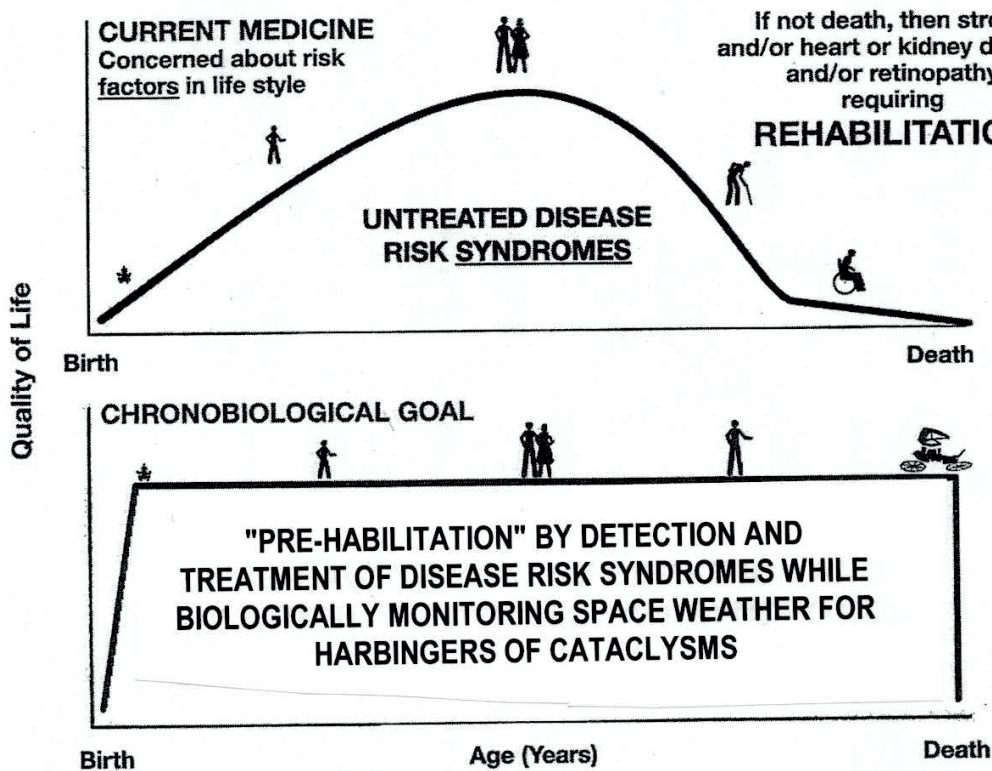 CURRENT MEDICINE
Concerned about risk
factors in life style
If not death, then
and/or heart or kidney
and/or retinopathy
requiring
UNTREATED DISEASE
RISK SYNDROMES
Quality of Life
Birth
Death
CHRONOBIOLOGICAL GOAL
"PRE-HABILITATION" BY DETECTION AND
TREATMENT OF DISEASE RISK SYNDROMES WHILE
BIOLOGICALLY MONITORING SPACE WEATHER FOR
HARBINGERS OF CATACLYSMS
Birth
Age (Years)
Death